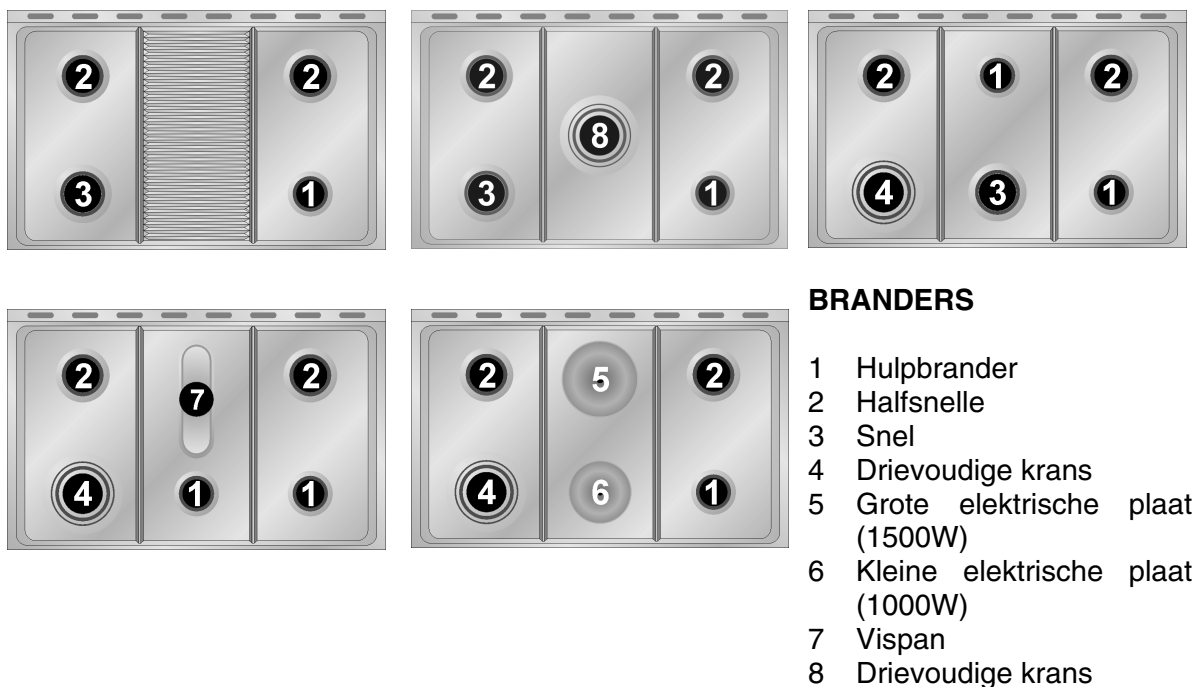 2 2 2 2 2 1 2
8
3 1 3 1 4 3 1
BRANDERS
2 7 2 2 5 2
4 1 1 4 6 1
1 Hulpbrander
2 Halfsnelle
3 Snel
4 Drievoudige krans
5 Grote elektrische plaat
(1500W)
6 Kleine elektrische plaat
(1000W)
7 Vispan
8 Drievoudige krans